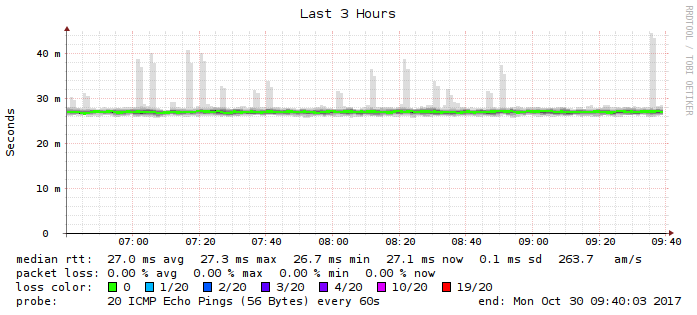 Last 3 Hours
RRDTOOL / TOBI OETIKER
Seconds
40 m
30 m
20 m
10 m
0
07:00 07:20 07:40 08:00 08:20 08:40 09:00 09:20 09:40
median rtt: 27.0 ms avg 27.3 ms max 26.7 ms min 27.1 ms now 0.1 ms sd 263.7 am/s
packet loss: 0.00 % avg 0.00 % max 0.00 % min 0.00 % now
loss color: 0 1/20 2/20 3/20 4/20 10/20 19/20
probe: 20 ICMP Echo Pings (56 Bytes) every 60s end: Mon Oct 30 09:40:03 2017